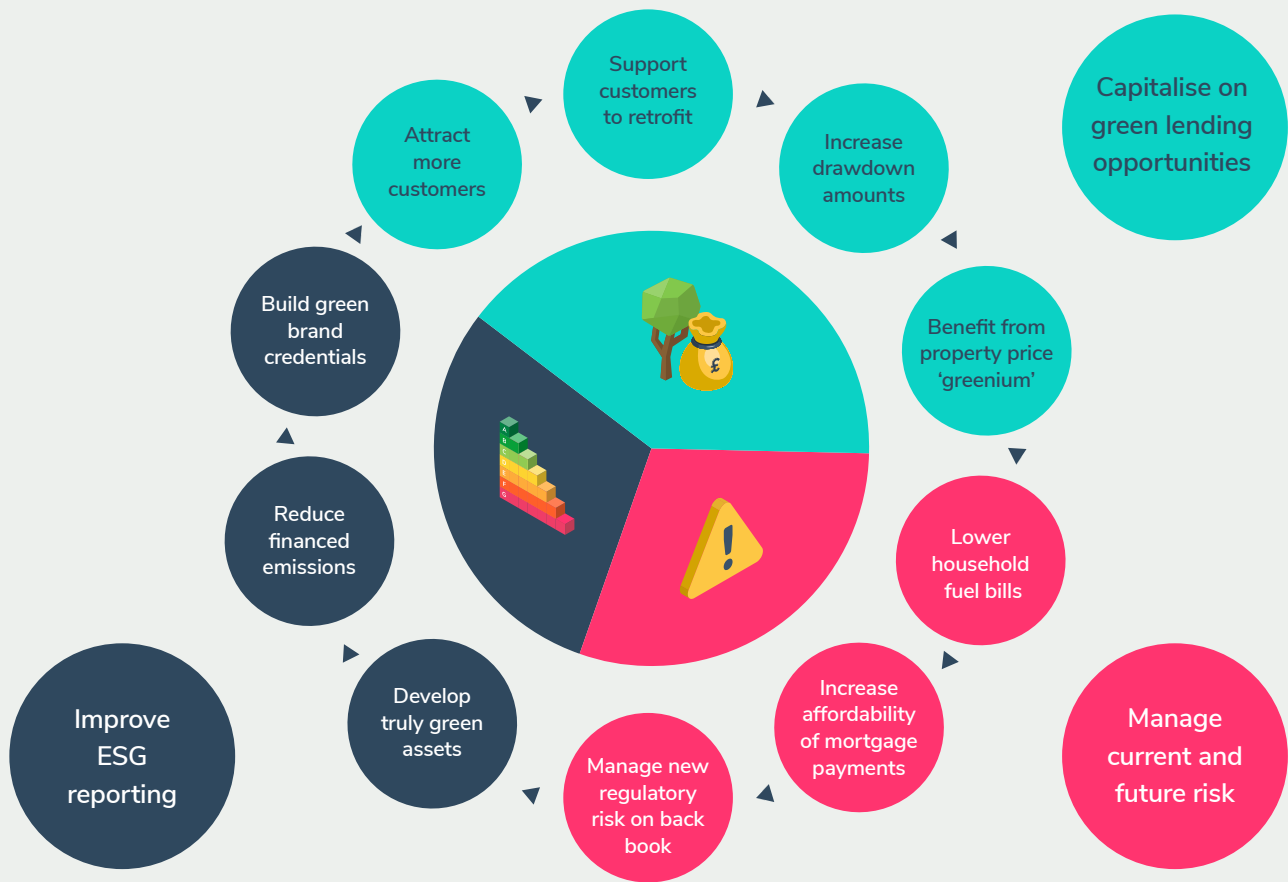 Support
customers
to retrofit
Capitalise on
green lending
opportunities
Attract
more
customers
Increase
drawdown
amounts
Build green
brand
credentials
Benefit from
property price
‘greenium’
£
A
B
C
D
E
F
G
!
Reduce
financed
emissions
Lower
household
fuel bills
Improve
ESG
reporting
Develop
truly green
assets
Manage new
regulatory
risk on back
book
Increase
affordability
of mortgage
payments
Manage
current and
future risk